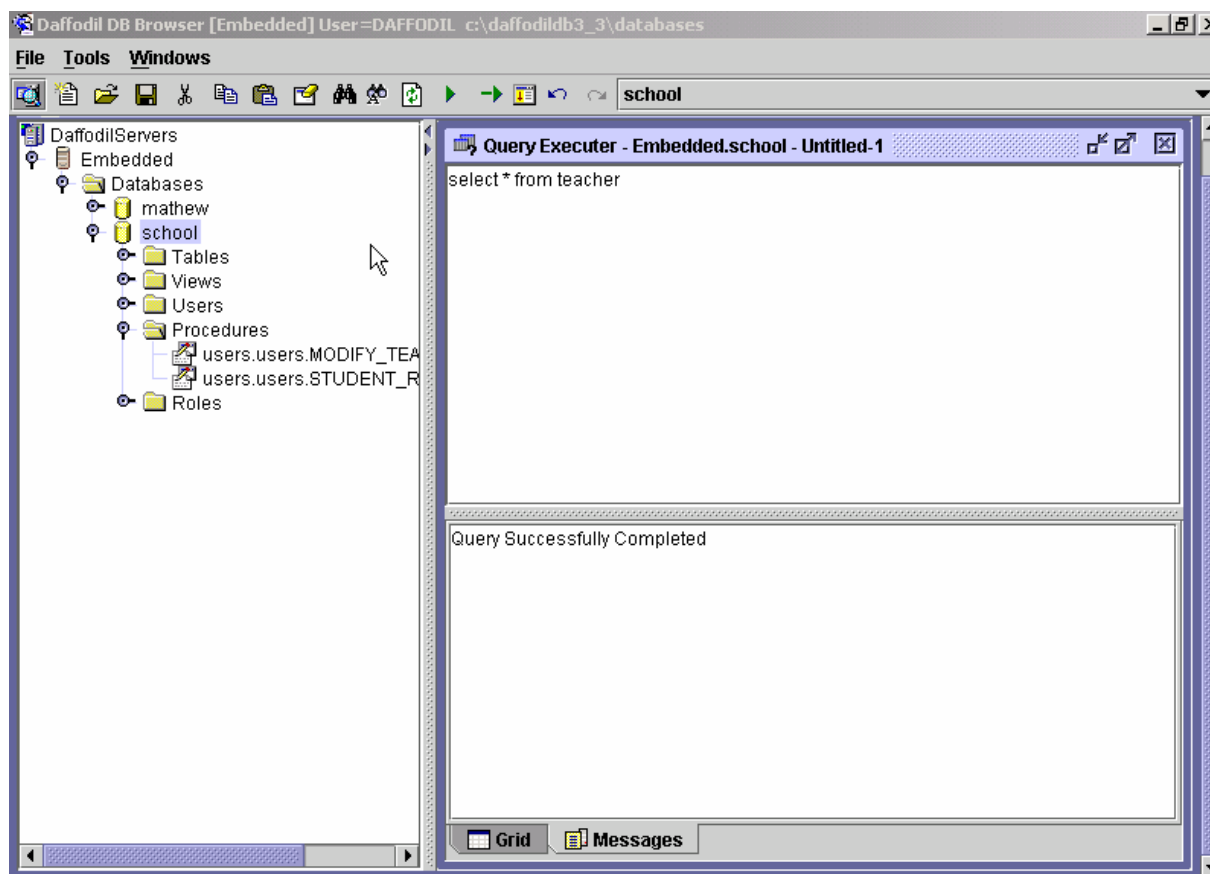 Daffodil DB Browser [Embedded] User=DAFFODIL c:\daffodildb3_3\databases
File Tools Windows
school
DaffodilServers
Embedded
Databases
mathew
school
Tables
Views
Users
Procedures
users.users.MODIFY_TEA
users.users.STUDENT_R
Roles
Query Executer - Embedded.school - Untitled-1
select * from teacher
Query Successfully Completed
Grid Messages